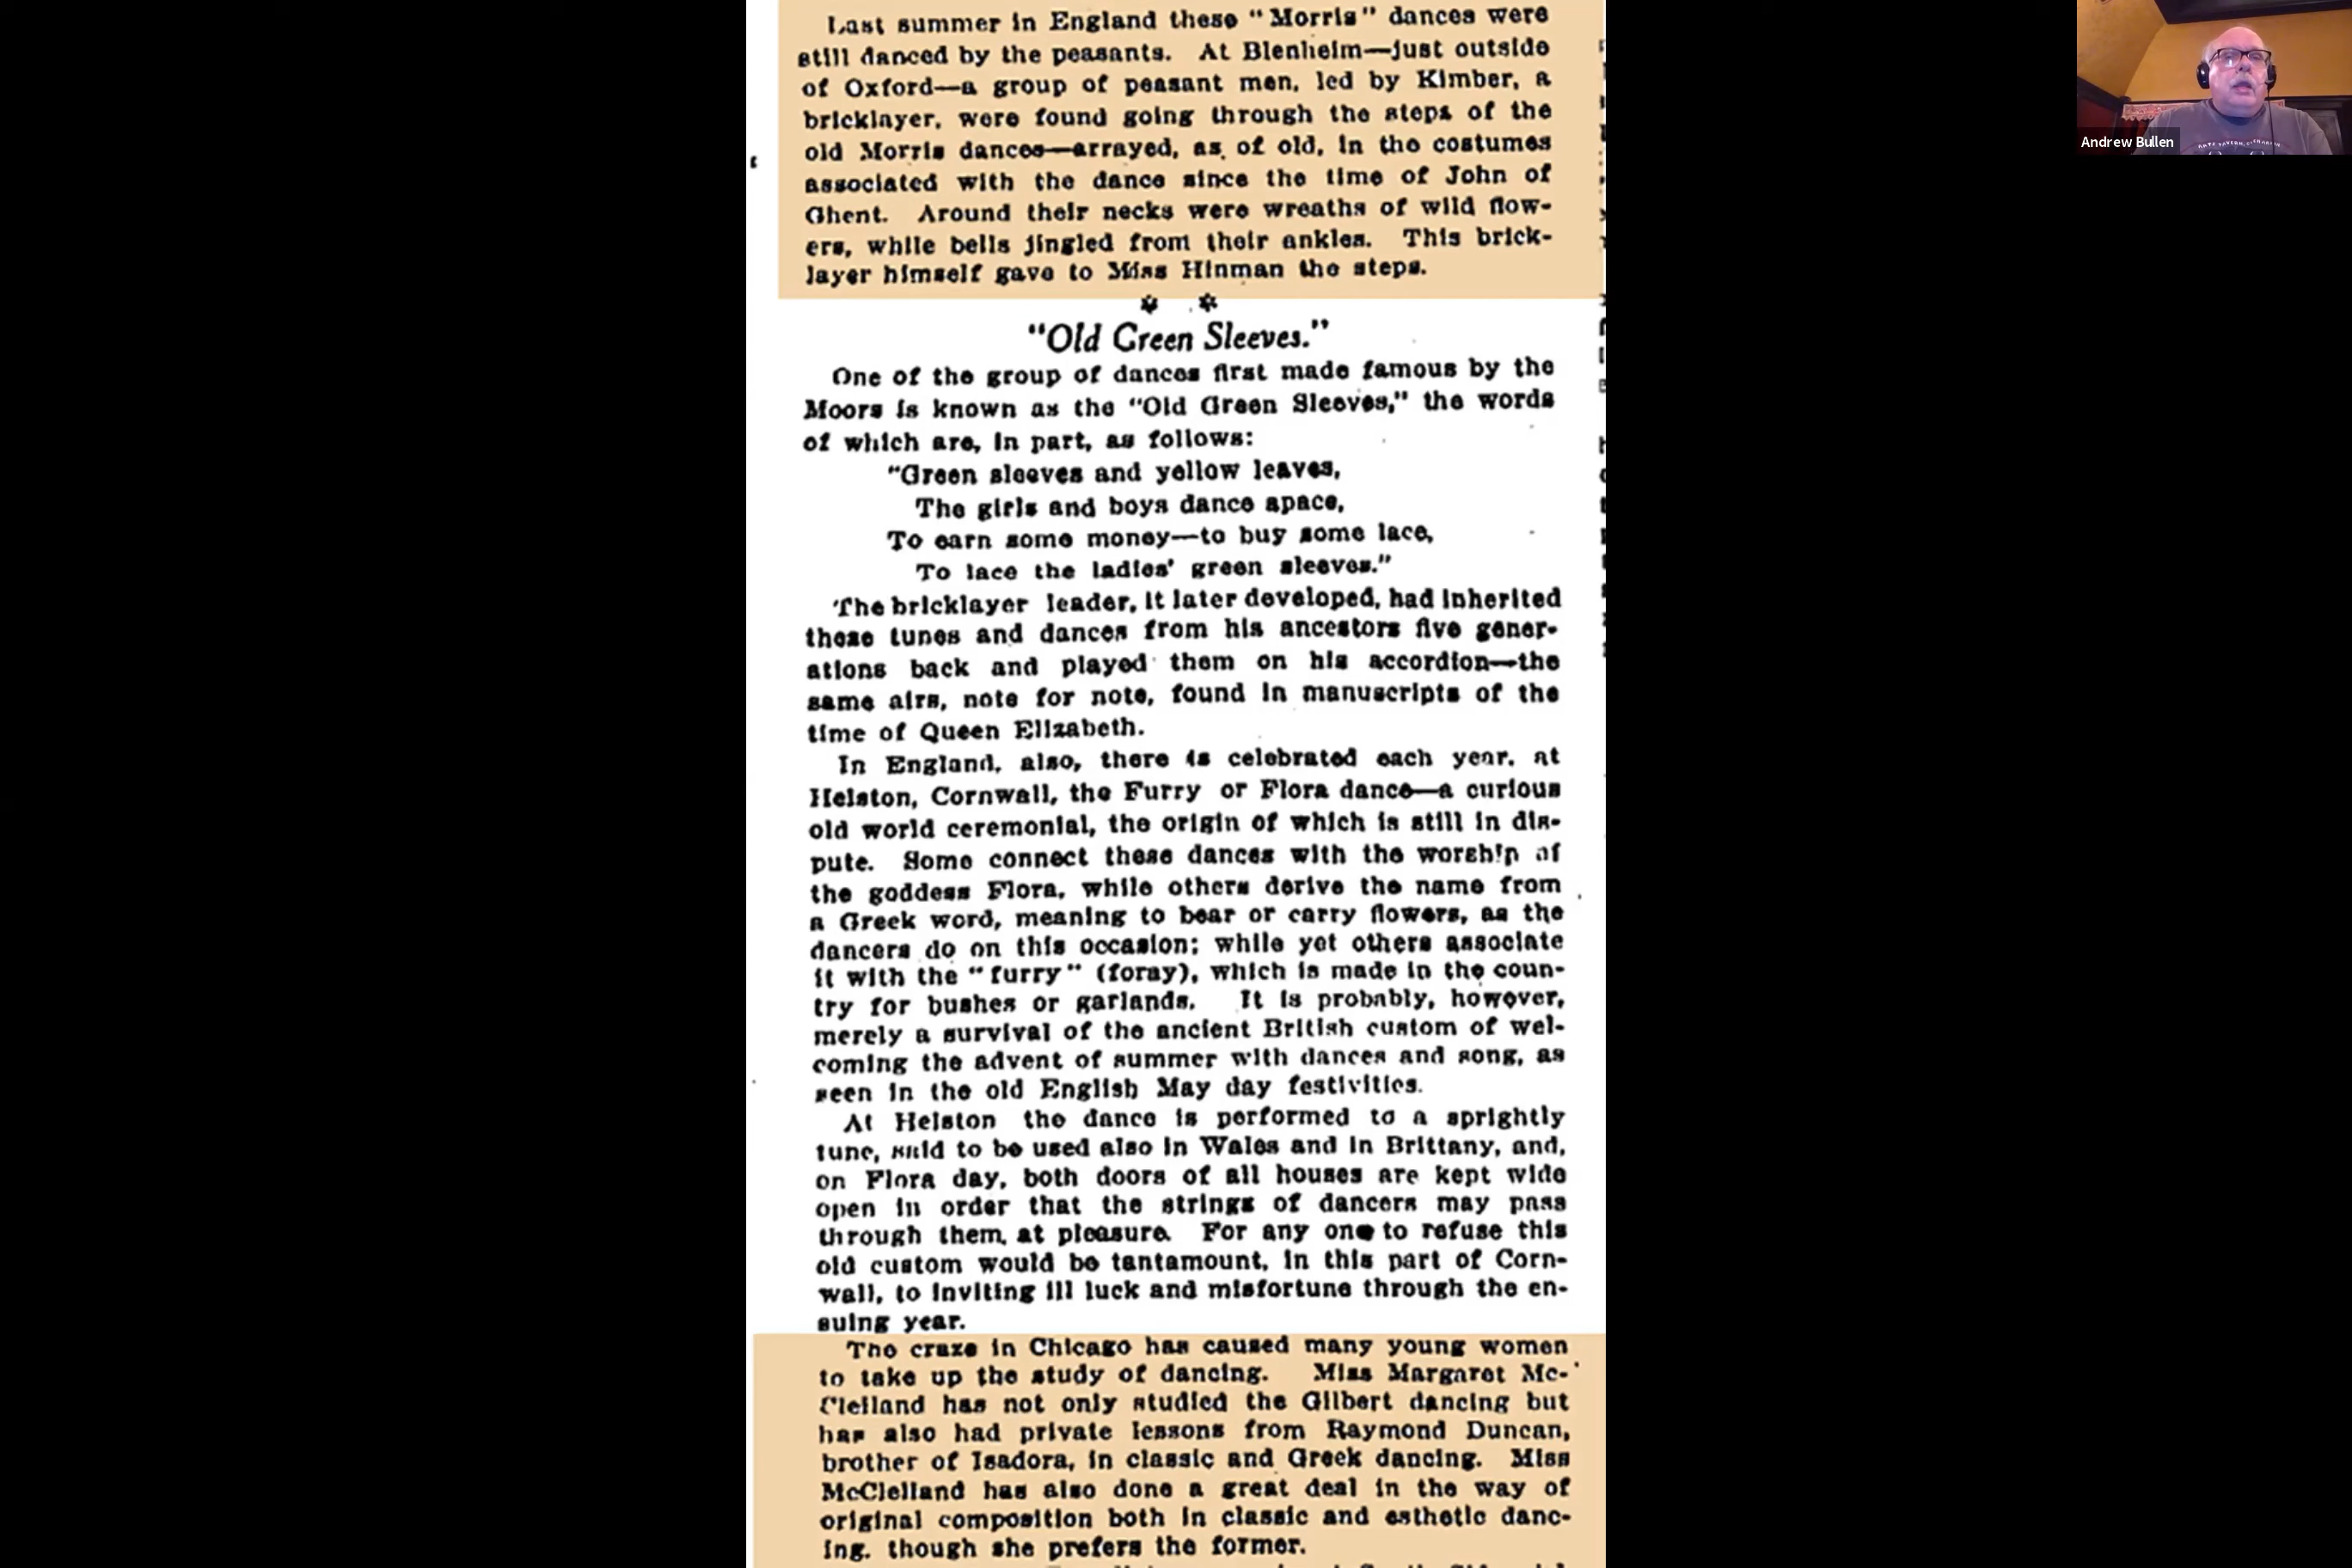 Last summer in England these "Morris" dances were
still danced by the peasants. At Blenheim—just outside
of Oxford—a group of peasant men, led by Kimber, a
bricklayer, were found going through the steps of the
old Morris dances—arrayed, as of old, in the costumes
associated with the dance since the time of John of
Ghent. Around their necks were wreaths of wild flow-
ers, while bells jingled from their ankles. This brick-
layer himself gave to Miss Hinman the steps.
* *
"Old Green Sleeves."
One of the group of dances first made famous by the
Moors is known as the "Old Green Sleeves," the words
of which are, in part, as follows:
"Green sleeves and yellow leaves,
The girls and boys dance apace,
To earn some money—to buy some lace,
To lace the ladies' green sleeves."
The bricklayer leader, it later developed, had inherited
these tunes and dances from his ancestors five gener-
ations back and played them on his accordion—the
same airs, note for note, found in manuscripts of the
time of Queen Elizabeth.
In England, also, there is celebrated each year, at
Helston, Cornwall, the Furry or Flora dance—a curious
old world ceremonial, the origin of which is still in dis-
pute. Some connect these dances with the worship of
the goddess Flora, while others derive the name from
a Greek word, meaning to bear or carry flowers, as the
dancers do on this occasion; while yet others associate
it with the "furry" (foray), which is made in the coun-
try for bushes or garlands. It is probably, however,
merely a survival of the ancient British custom of wel-
coming the advent of summer with dances and song, as
seen in the old English May day festivities.
At Helston the dance is performed to a sprightly
tune, said to be used also in Wales and in Brittany, and,
on Flora day, both doors of all houses are kept wide
open in order that the strings of dancers may pass
through them, at pleasure. For any one to refuse this
old custom would be tantamount, in this part of Corn-
wall, to inviting ill luck and misfortune through the en-
suing year.
The craze in Chicago has caused many young women
to take up the study of dancing. Miss Margaret Mc-
Clelland has not only studied the Gilbert dancing but
has also had private lessons from Raymond Duncan,
brother of Isadora, in classic and Greek dancing. Miss
McClelland has also done a great deal in the way of
original composition both in classic and esthetic danc-
ing, though she prefers the former.
Andrew Bullen